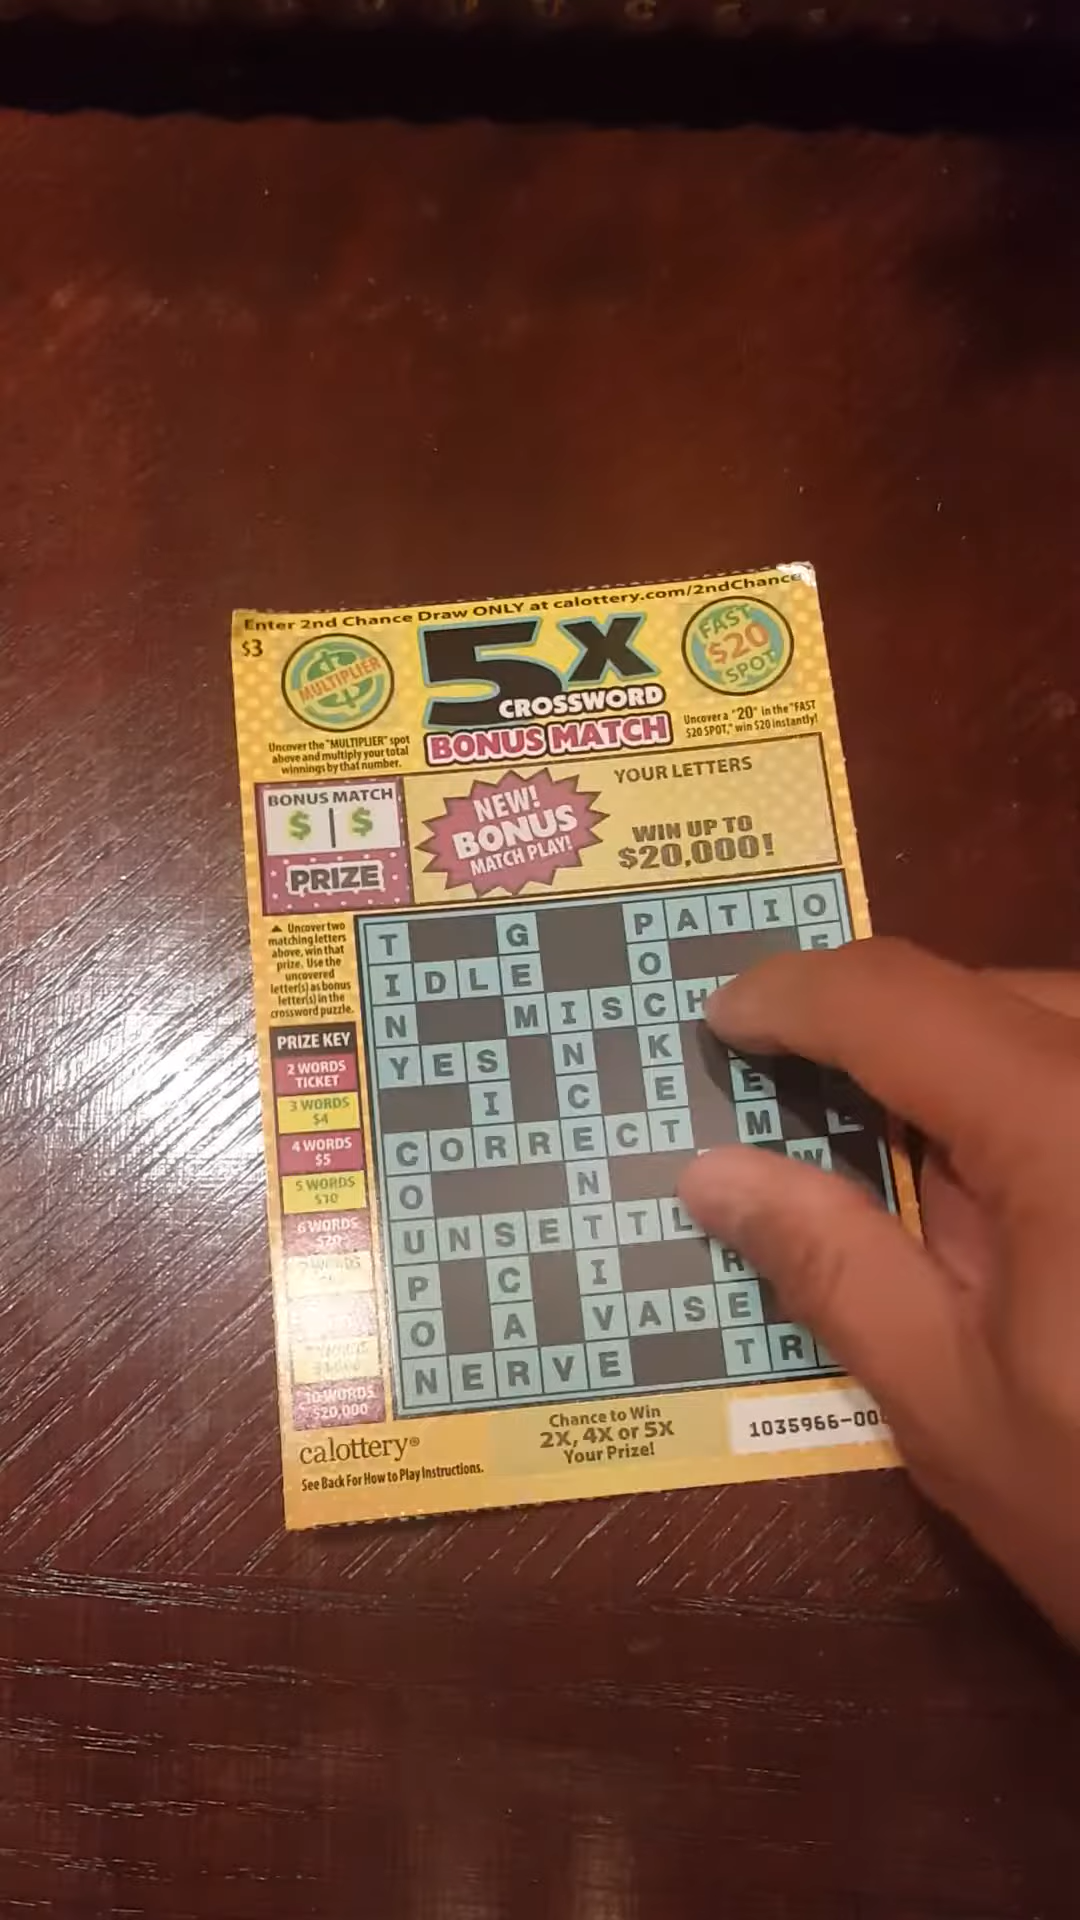 Enter 2nd Chance Draw ONLY at calottery.com/2ndChance
$3
MULTIPLIER
5X
CROSSWORD
BONUS MATCH
FAST
$20
SPOT
Uncover the "MULTIPLIER" spot
above and multiply your total
winnings by that number.
Uncover a "20" in the "FAST
$20 SPOT," win $20 instantly!
BONUS MATCH
$ | $
PRIZE
NEW!
BONUS
MATCH PLAY!
YOUR LETTERS
WIN UP TO
$20,000!
▲ Uncover two
matching letters
above, win that
prize. Use the
uncovered
letter(s) as bonus
letter(s) in the
crossword puzzle.
PRIZE KEY
2 WORDS
TICKET
3 WORDS
$4
4 WORDS
$5
5 WORDS
$10
6 WORDS
$20
10 WORDS
$20,000
T G PATIO
IDLE O
N MISCH
YES N K
I C E E
CORRECT M
O N W
UNSETTL
P C I R
O A VASE
NERVE TR
calottery®
See Back For How to Play Instructions.
Chance to Win
2X, 4X or 5X
Your Prize!
1035966-00